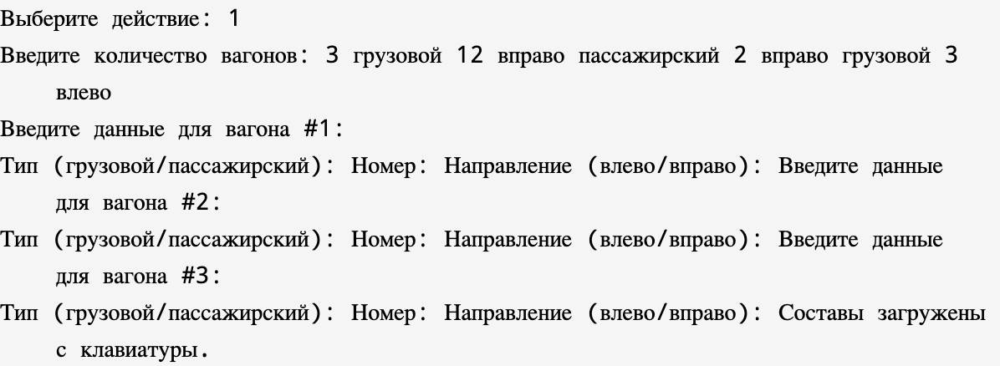 Выберите действие: 1
Введите количество вагонов: 3 грузовой 12 вправо пассажирский 2 вправо грузовой 3
влево
Введите данные для вагона #1:
Тип (грузовой/пассажирский): Номер: Направление (влево/вправо): Введите данные
для вагона #2:
Тип (грузовой/пассажирский): Номер: Направление (влево/вправо): Введите данные
для вагона #3:
Тип (грузовой/пассажирский): Номер: Направление (влево/вправо): Составы загружены
с клавиатуры.